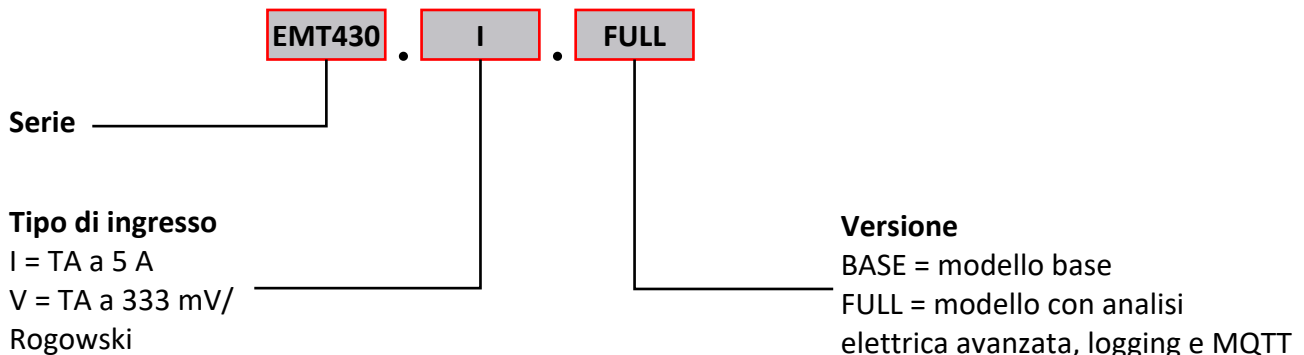 EMT430 . I . FULL
Serie
Tipo di ingresso
I = TA a 5 A
V = TA a 333 mV/
Rogowski
Versione
BASE = modello base
FULL = modello con analisi
elettrica avanzata, logging e MQTT